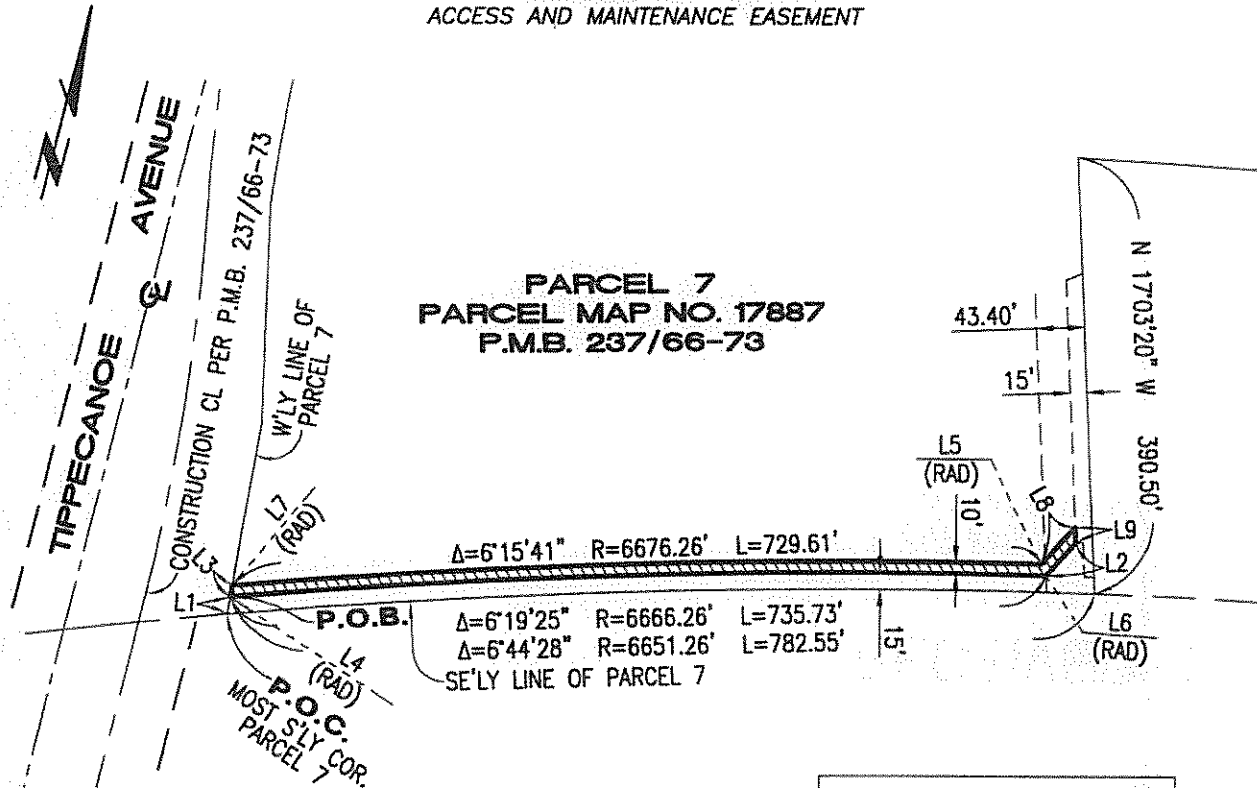 ACCESS AND MAINTENANCE EASEMENT
N
TIPPECANOE AVENUE
CL
CONSTRUCTION CL PER P.M.B. 237/66-73
W'LY LINE OF
PARCEL 7
PARCEL 7
PARCEL MAP NO. 17887
P.M.B. 237/66-73
43.40'
15'
N 17°03'20" W 390.50'
L5
(RAD)
10'
L8
L9
L2
L7
(RAD)
L3
L1
Δ=6°15'41" R=6676.26' L=729.61'
P.O.B.
Δ=6°19'25" R=6666.26' L=735.73'
Δ=6°44'28" R=6651.26' L=782.55'
15'
L6
(RAD)
L4
(RAD)
SE'LY LINE OF PARCEL 7
P.O.C.
MOST S'LY COR.
PARCEL 7